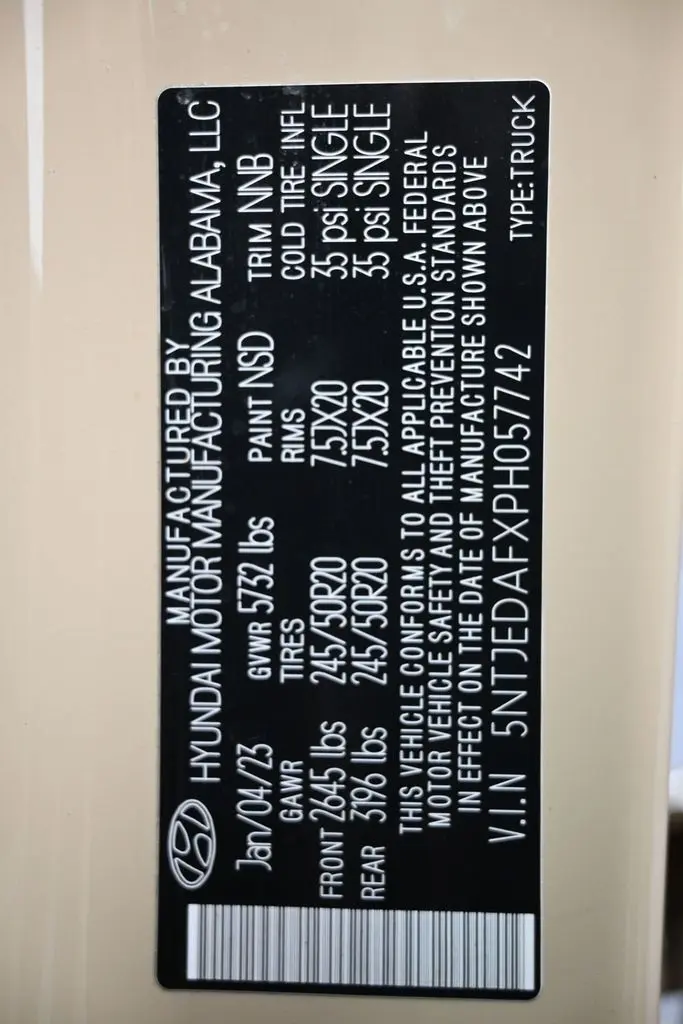 MANUFACTURED BY
HYUNDAI MOTOR MANUFACTURING ALABAMA, LLC
Jan/04/23 GVWR 5732 lbs PAINT NSD TRIM NNB
GAWR TIRES RIMS COLD TIRE INFL
FRONT 2645 lbs 245/50R20 7.5JX20 35 psi SINGLE
REAR 3196 lbs 245/50R20 7.5JX20 35 psi SINGLE
THIS VEHICLE CONFORMS TO ALL APPLICABLE U.S.A. FEDERAL
MOTOR VEHICLE SAFETY AND THEFT PREVENTION STANDARDS
IN EFFECT ON THE DATE OF MANUFACTURE SHOWN ABOVE
V.I.N 5NTJEDAFXPH057742 TYPE:TRUCK